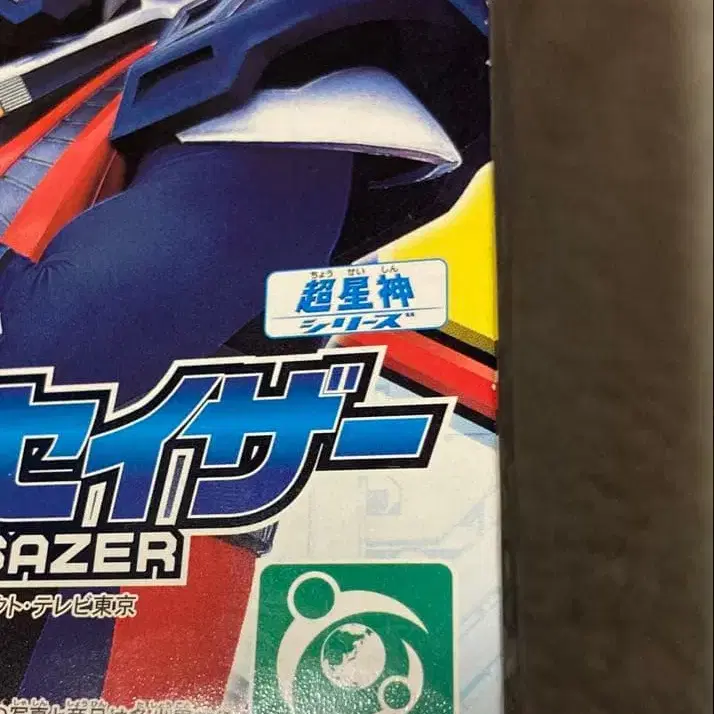 ちょう せい しん
超星神
シリーズ
セイザー
SAZER
クト・テレビ東京